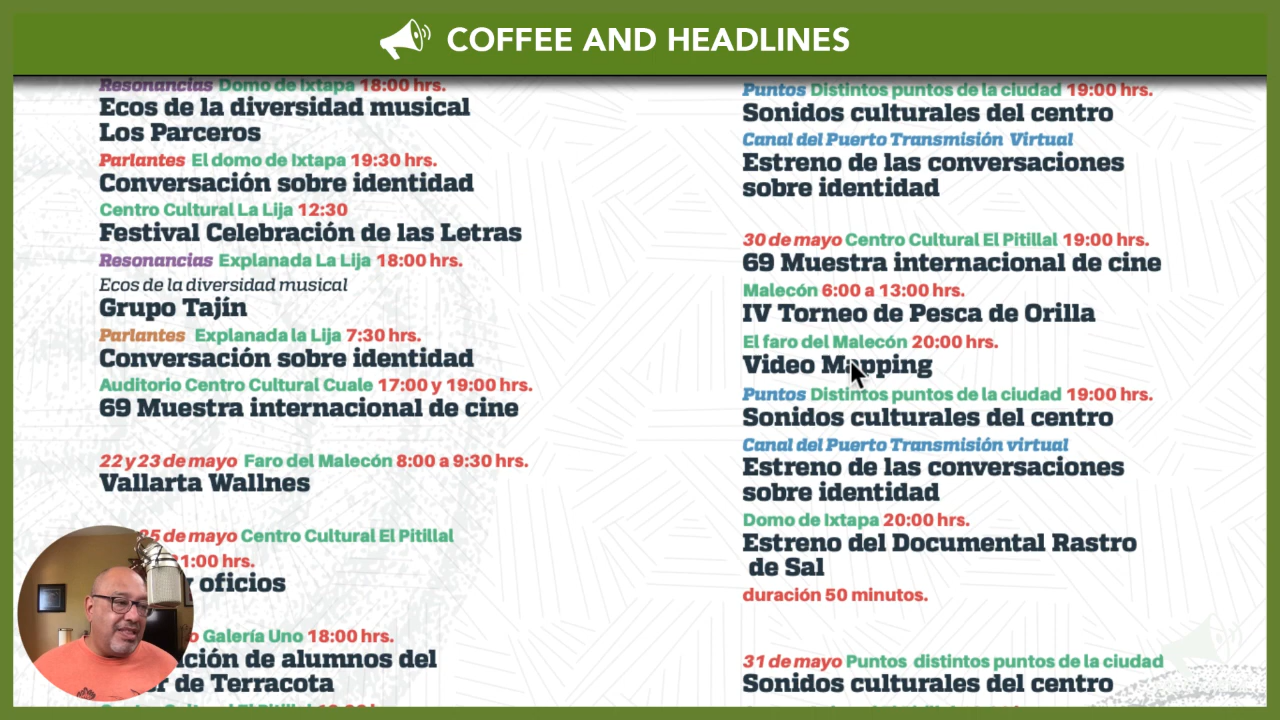 COFFEE AND HEADLINES
Resonancias Domo de Ixtapa 18:00 hrs.
Ecos de la diversidad musical
Los Parceros
Parlantes El domo de Ixtapa 19:30 hrs.
Conversación sobre identidad
Centro Cultural La Lija 12:30
Festival Celebración de las Letras
Resonancias Explanada La Lija 18:00 hrs.
Ecos de la diversidad musical
Grupo Tajín
Parlantes Explanada la Lija 7:30 hrs.
Conversación sobre identidad
Auditorio Centro Cultural Cuale 17:00 y 19:00 hrs.
69 Muestra internacional de cine
22 y 23 de mayo Faro del Malecón 8:00 a 9:30 hrs.
Vallarta Wallnes
de mayo Centro Cultural El Pitillal
hrs.
y oficios
Galería Uno 18:00 hrs.
de alumnos del
de Terracota
Puntos Distintos puntos de la ciudad 19:00 hrs.
Sonidos culturales del centro
Canal del Puerto Transmisión Virtual
Estreno de las conversaciones
sobre identidad
30 de mayo Centro Cultural El Pitillal 19:00 hrs.
69 Muestra internacional de cine
Malecón 6:00 a 13:00 hrs.
IV Torneo de Pesca de Orilla
El faro del Malecón 20:00 hrs.
Video Mapping
Puntos Distintos puntos de la ciudad 19:00 hrs.
Sonidos culturales del centro
Canal del Puerto Transmisión virtual
Estreno de las conversaciones
sobre identidad
Domo de Ixtapa 20:00 hrs.
Estreno del Documental Rastro
de Sal
duración 50 minutos.
31 de mayo Puntos distintos puntos de la ciudad
Sonidos culturales del centro